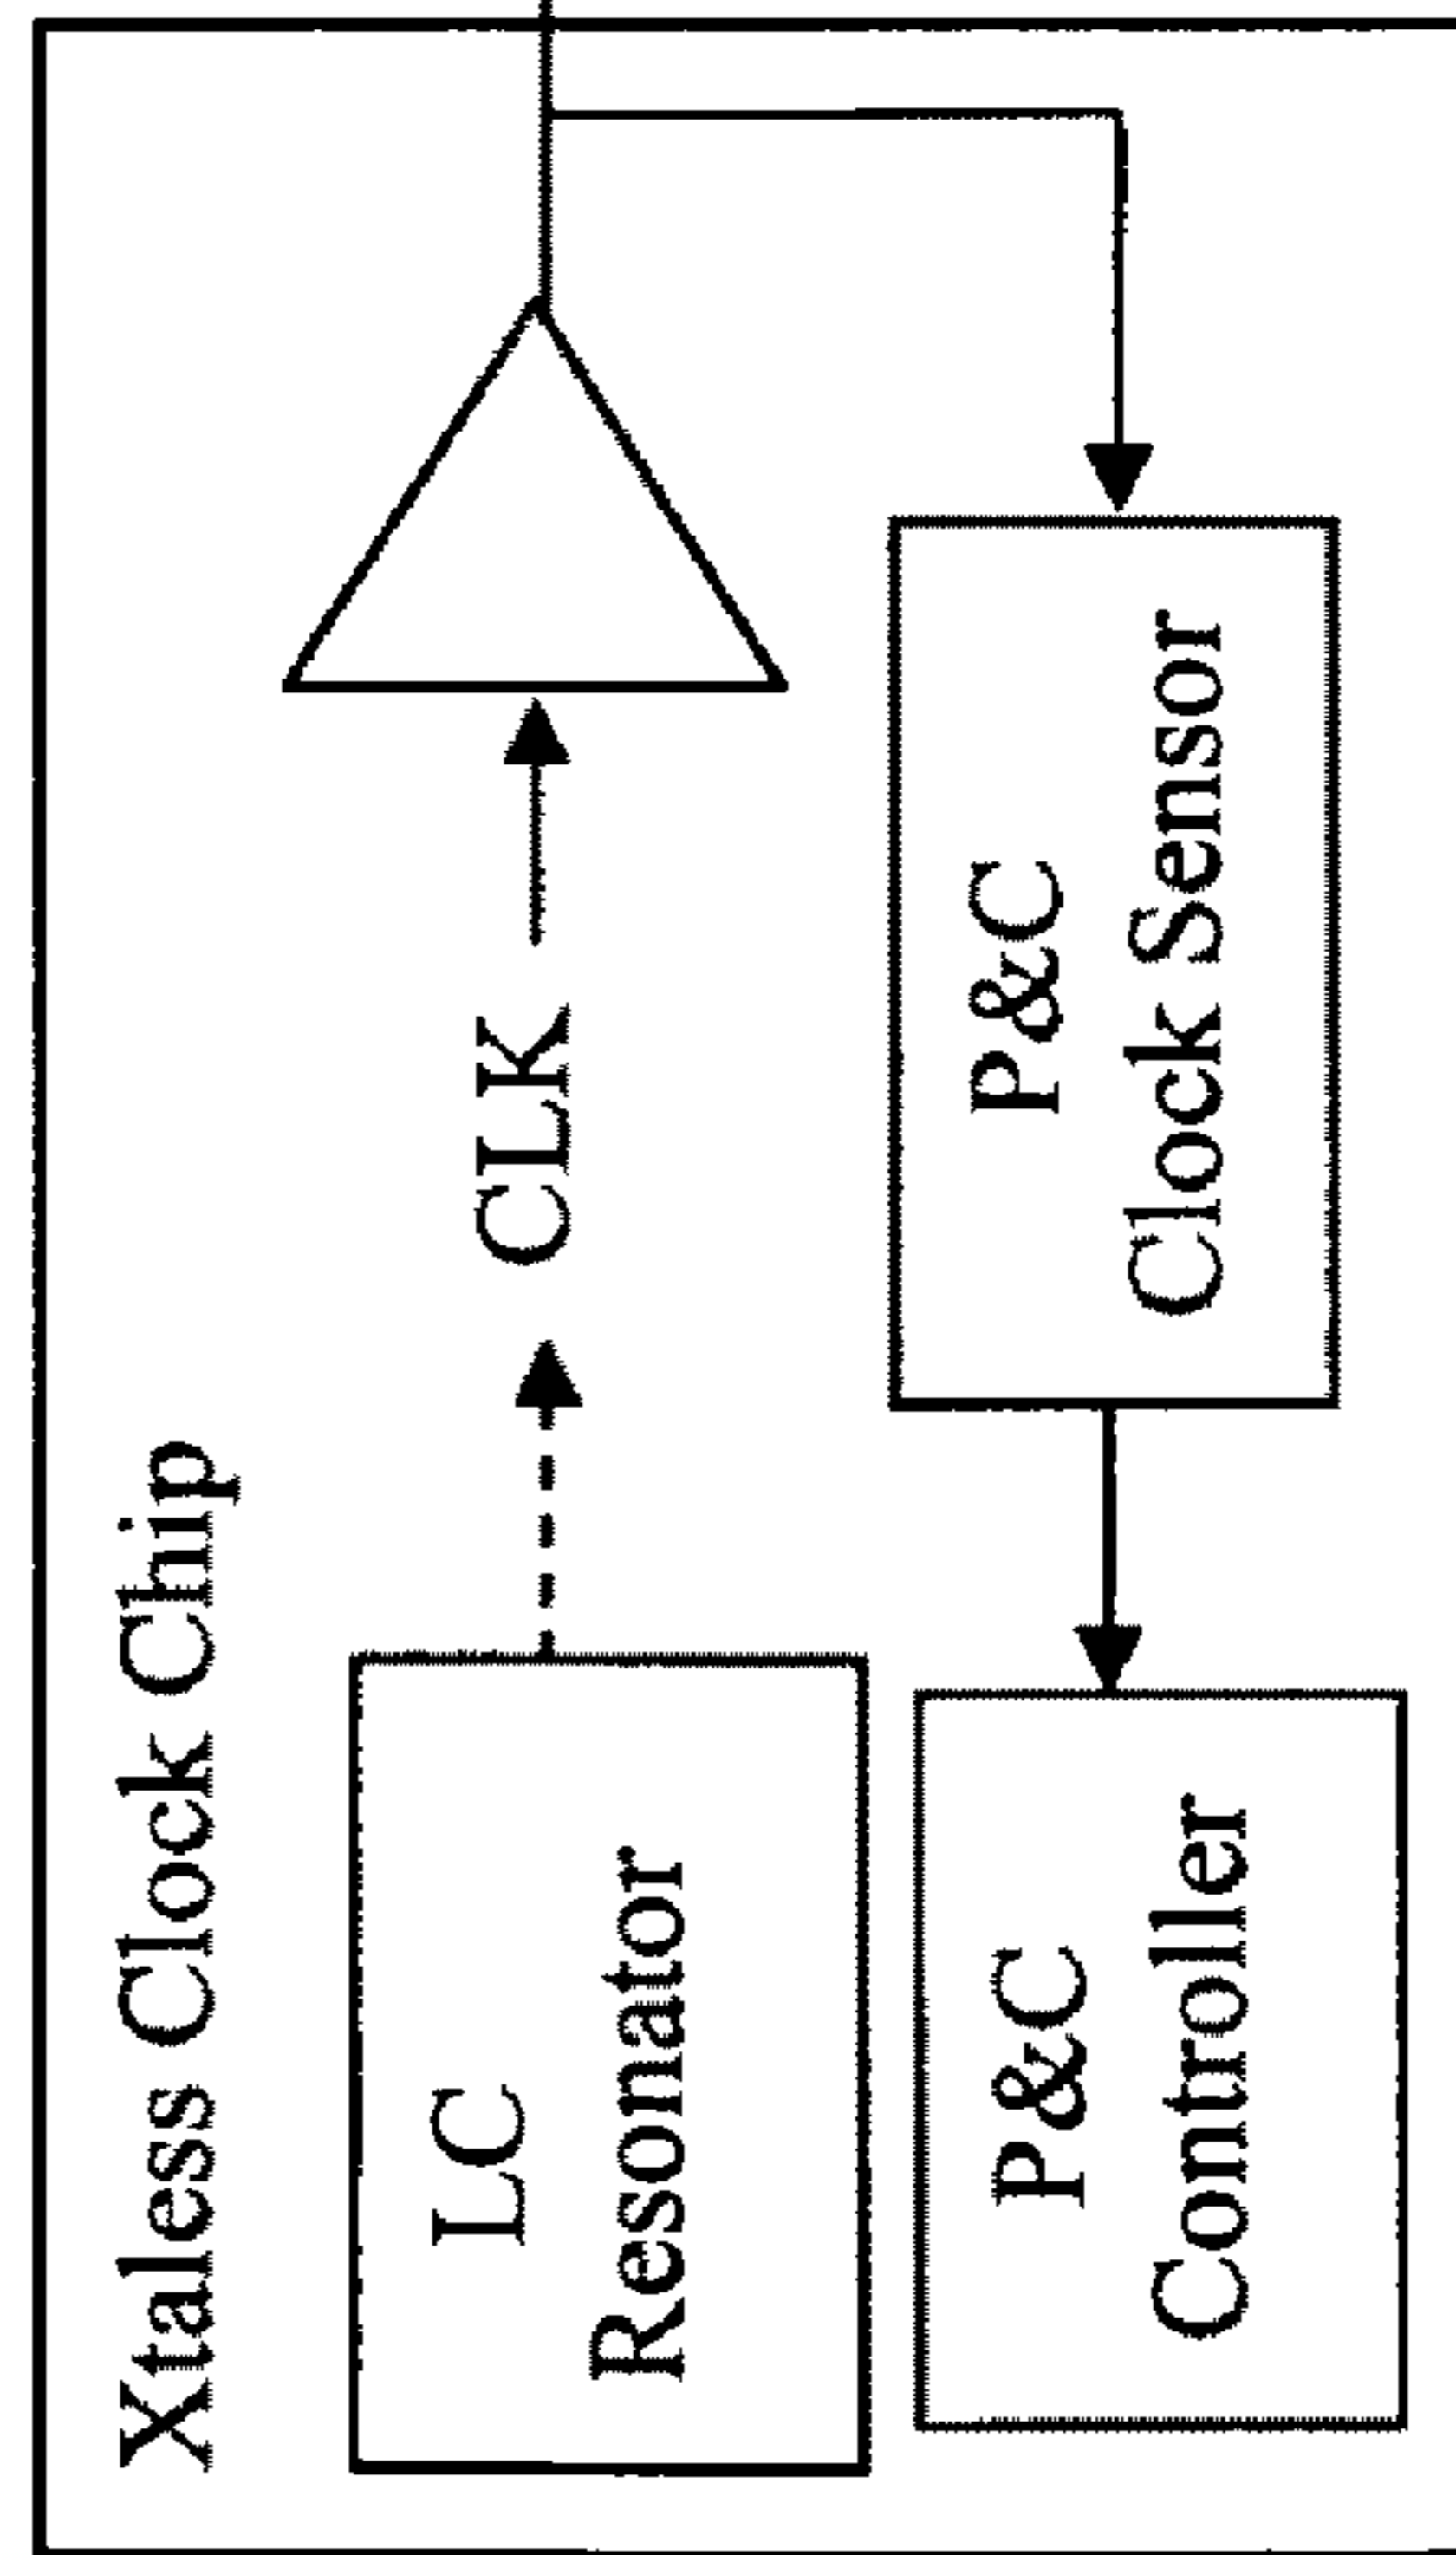 Xtaless Clock Chip
LC
Resonator
CLK
P&C
Controller
P&C
Clock Sensor